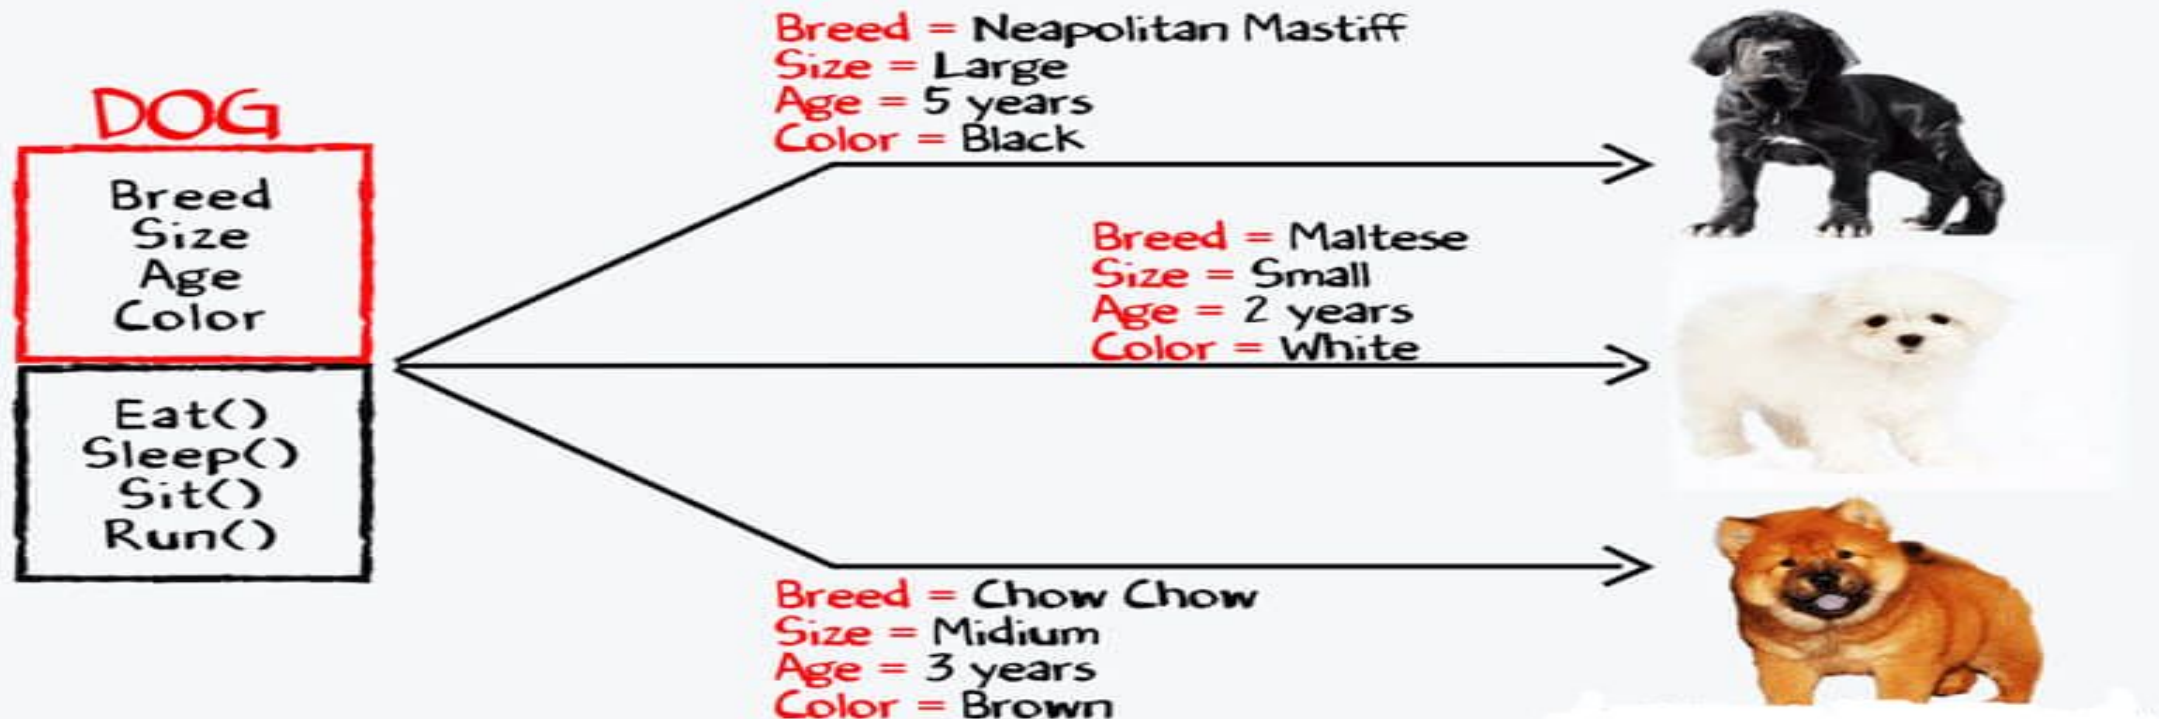 DOG
Breed
Size
Age
Color
Eat()
Sleep()
Sit()
Run()
Breed = Neapolitan Mastiff
Size = Large
Age = 5 years
Color = Black
Breed = Maltese
Size = Small
Age = 2 years
Color = White
Breed = Chow Chow
Size = Midium
Age = 3 years
Color = Brown